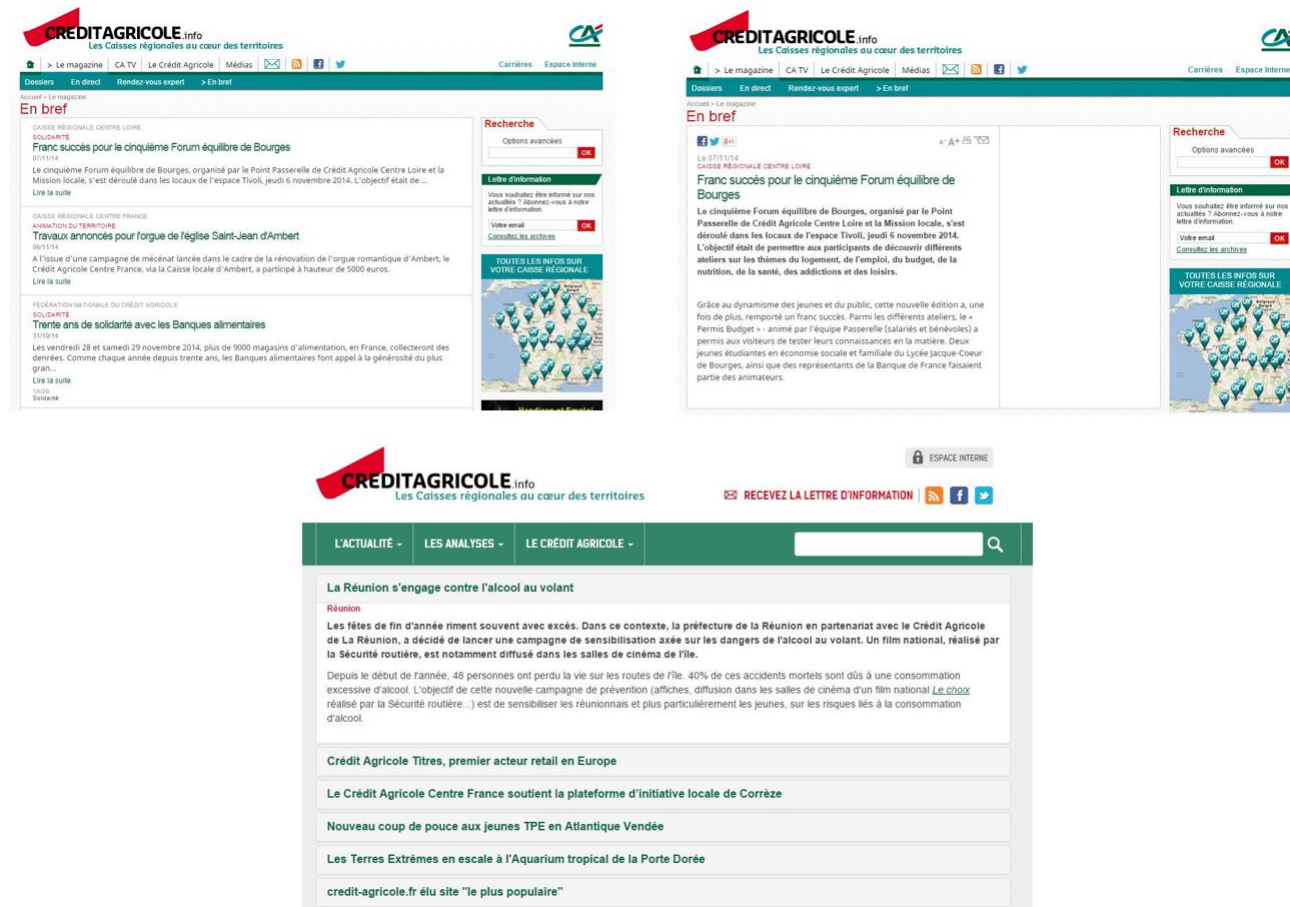 CREDITAGRICOLE.info
Les Caisses régionales au cœur des territoires
> Le magazine CA TV Le Crédit Agricole Médias
Carrières Espace Interne
Dossiers En direct Rendez-vous expert > En bref
Accueil > Le magazine
En bref
CAISSE RÉGIONALE CENTRE LOIRE
SOLIDARITÉ
Franc succès pour le cinquième Forum équilibre de Bourges
07/11/14
Le cinquième Forum équilibre de Bourges, organisé par le Point Passerelle de Crédit Agricole Centre Loire et la
Mission locale, s'est déroulé dans les locaux de l'espace Tivoli, jeudi 6 novembre 2014. L'objectif était de ...
Lire la suite
CAISSE RÉGIONALE CENTRE FRANCE
ANIMATION DU TERRITOIRE
Travaux annoncés pour l'orgue de l'église Saint-Jean d'Ambert
06/11/14
A l'issue d'une campagne de mécénat lancée dans le cadre de la rénovation de l'orgue romantique d'Ambert, le
Crédit Agricole Centre France, via la Caisse locale d'Ambert, a participé à hauteur de 5000 euros.
Lire la suite
FÉDÉRATION NATIONALE DU CRÉDIT AGRICOLE
SOLIDARITÉ
Trente ans de solidarité avec les Banques alimentaires
31/10/14
Les vendredi 28 et samedi 29 novembre 2014, plus de 9000 magasins d'alimentation, en France, collecteront des
denrées. Comme chaque année depuis trente ans, les Banques alimentaires font appel à la générosité du plus
gran...
Lire la suite
TAGS
Solidarité
Recherche
Options avancées
OK
Lettre d'information
Vous souhaitez être informé sur nos
actualités ? Abonnez-vous à notre
lettre d'information.
Votre email OK
Consultez les archives
TOUTES LES INFOS SUR
VOTRE CAISSE RÉGIONALE
Handicap et Emploi
CREDITAGRICOLE.info
Les Caisses régionales au cœur des territoires
> Le magazine CA TV Le Crédit Agricole Médias
Carrières Espace Interne
Dossiers En direct Rendez-vous expert > En bref
Accueil > Le magazine
En bref
A- A+
Le 07/11/14
CAISSE RÉGIONALE CENTRE LOIRE
Franc succès pour le cinquième Forum équilibre de
Bourges
Le cinquième Forum équilibre de Bourges, organisé par le Point
Passerelle de Crédit Agricole Centre Loire et la Mission locale, s'est
déroulé dans les locaux de l'espace Tivoli, jeudi 6 novembre 2014.
L'objectif était de permettre aux participants de découvrir différents
ateliers sur les thèmes du logement, de l'emploi, du budget, de la
nutrition, de la santé, des addictions et des loisirs.
Grâce au dynamisme des jeunes et du public, cette nouvelle édition a, une
fois de plus, remporté un franc succès. Parmi les différents ateliers, le «
Permis Budget » - animé par l'équipe Passerelle (salariés et bénévoles) a
permis aux visiteurs de tester leurs connaissances en la matière. Deux
jeunes étudiantes en économie sociale et familiale du Lycée Jacque-Coeur
de Bourges, ainsi que des représentants de la Banque de France faisaient
partie des animateurs.
Recherche
Options avancées
OK
Lettre d'information
Vous souhaitez être informé sur nos
actualités ? Abonnez-vous à notre
lettre d'information.
Votre email OK
Consultez les archives
TOUTES LES INFOS SUR
VOTRE CAISSE RÉGIONALE
ESPACE INTERNE
CREDITAGRICOLE.info
Les Caisses régionales au cœur des territoires
RECEVEZ LA LETTRE D'INFORMATION
L'ACTUALITÉ LES ANALYSES LE CRÉDIT AGRICOLE
La Réunion s'engage contre l'alcool au volant
Réunion
Les fêtes de fin d'année riment souvent avec excès. Dans ce contexte, la préfecture de la Réunion en partenariat avec le Crédit Agricole
de La Réunion, a décidé de lancer une campagne de sensibilisation axée sur les dangers de l'alcool au volant. Un film national, réalisé par
la Sécurité routière, est notamment diffusé dans les salles de cinéma de l'île.
Depuis le début de l'année, 48 personnes ont perdu la vie sur les routes de l'île. 40% de ces accidents mortels sont dûs à une consommation
excessive d'alcool. L'objectif de cette nouvelle campagne de prévention (affiches, diffusion dans les salles de cinéma d'un film national Le choix
réalisé par la Sécurité routière...) est de sensibiliser les réunionnais et plus particulièrement les jeunes, sur les risques liés à la consommation
d'alcool.
Crédit Agricole Titres, premier acteur retail en Europe
Le Crédit Agricole Centre France soutient la plateforme d'initiative locale de Corrèze
Nouveau coup de pouce aux jeunes TPE en Atlantique Vendée
Les Terres Extrêmes en escale à l'Aquarium tropical de la Porte Dorée
credit-agricole.fr élu site "le plus populaire"